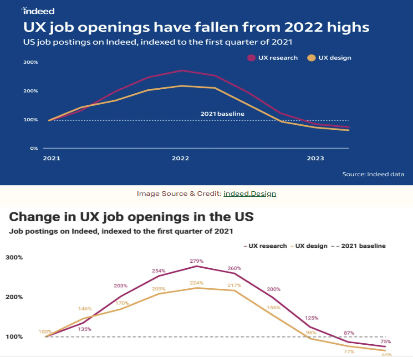 indeed
UX job openings have fallen from 2022 highs
US job postings on Indeed, indexed to the first quarter of 2021
UX research UX design
300%
200%
2021 baseline
100%
0%
2021 2022 2023
Source: Indeed data
Image Source & Credit: indeed.Design
Change in UX job openings in the US
Job postings on Indeed, indexed to the first quarter of 2021
UX research UX design 2021 baseline
300%
279%
254% 260%
224% 217%
203% 209% 200%
200%
170%
146%
135% 125%
100% 100%
87% 75%
77%